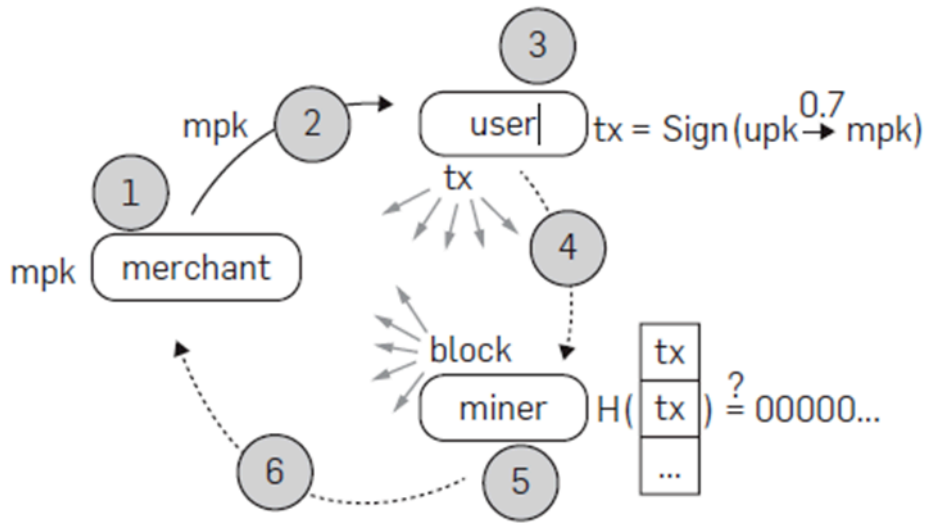 3
0.7
mpk 2 user tx = Sign(upk → mpk)
tx
1
4
mpk merchant
block
tx
miner H( tx ) ≟ 00000...
...
6
5